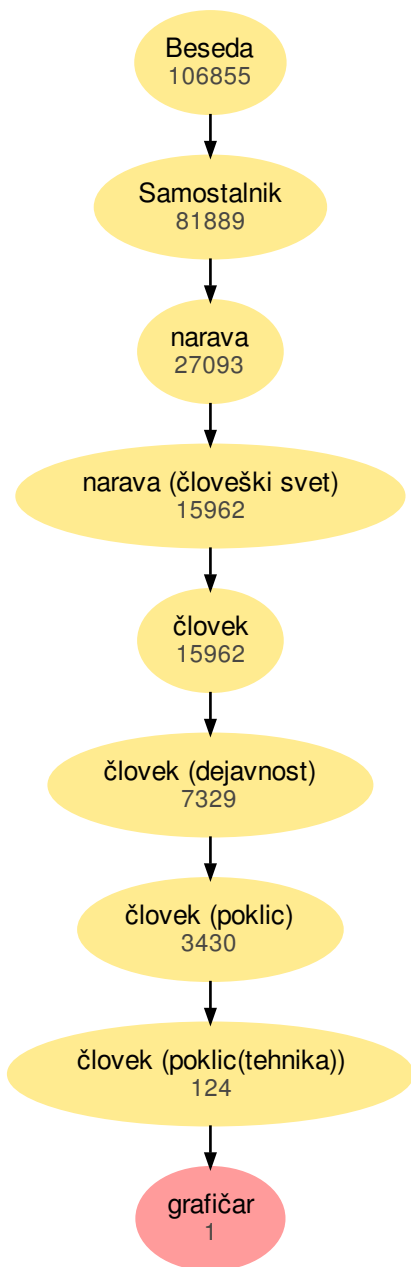 Beseda
106855
Samostalnik
81889
narava
27093
narava (človeški svet)
15962
človek
15962
človek (dejavnost)
7329
človek (poklic)
3430
človek (poklic(tehnika))
124
grafičar
1